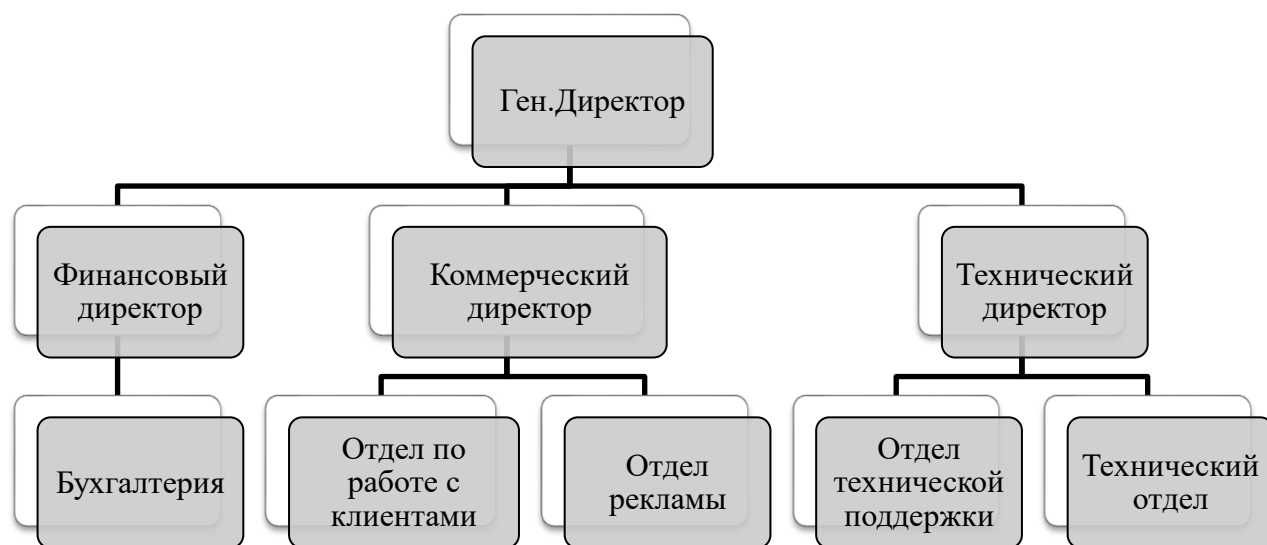 Ген.Директор
Финансовый
директор
Коммерческий
директор
Технический
директор
Бухгалтерия
Отдел по
работе с
клиентами
Отдел
рекламы
Отдел
технической
поддержки
Технический
отдел